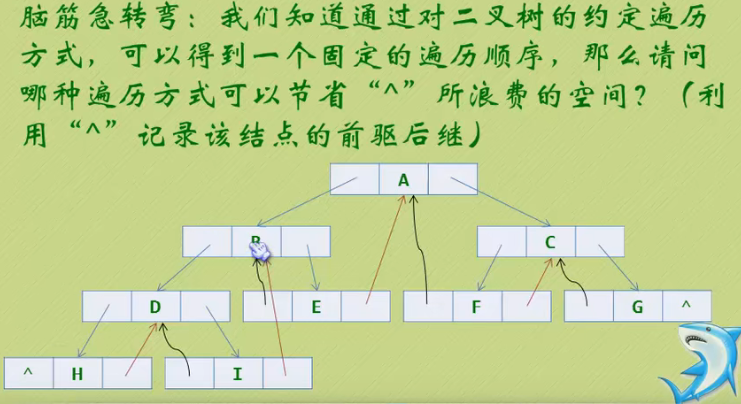 脑筋急转弯：我们知道通过对二叉树的约定遍历
方式，可以得到一个固定的遍历顺序，那么请问
哪种遍历方式可以节省“^”所浪费的空间？（利
用“^”记录该结点的前驱后继）
A
B C
D E F G ^
^ H I